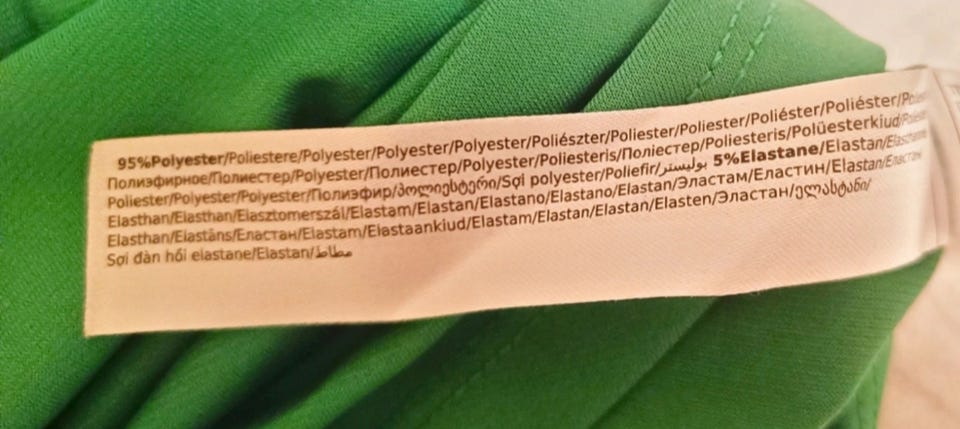 95%Polyester/Poliestere/Polyester/Polyester/Polyester/Poliészter/Poliester/Poliester/Poliéster/Poliéster/
Полиэфирное/Полиестер/Polyester/Полиестер/Polyester/Poliesteris/Поліестер/Poliesteris/Polüesterkiud/
Poliester/Polyester/Polyester/Полиэфир/პოლიესტერი/Sợi polyester/Poliefir/بوليستر/ 5%Elastane/Elastan/
Elasthan/Elasthan/Elasztomerszál/Elastam/Elastan/Elastano/Elastano/Elastan/Эластам/Еластин/Elastan/Еластан
Elasthan/Elastāns/Еластан/Elastam/Elastaankiud/Elastam/Elastan/Elastan/Elasten/Эластан/ელასტანი/
Sợi đàn hồi elastane/Elastan/مطاط